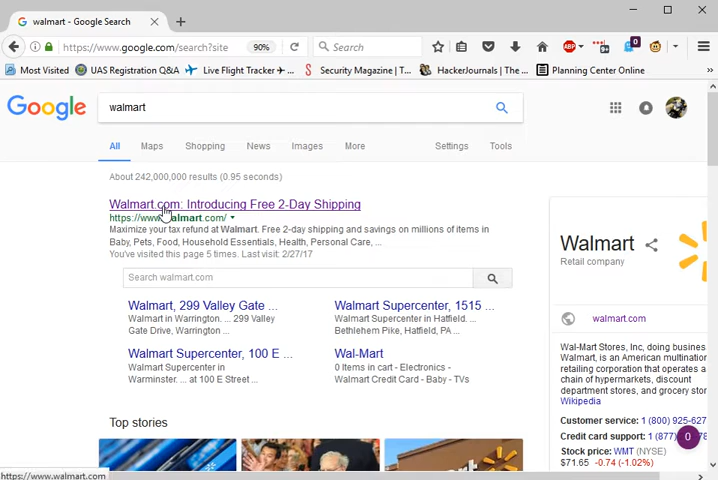 walmart - Google Search
https://www.google.com/search?site
90%
Search
ABP
0
Most Visited
UAS Registration Q&A
Live Flight Tracker ✈ ...
Security Magazine | T...
HackerJournals | The ...
Planning Center Online
Google
walmart
All
Maps
Shopping
News
Images
More
Settings
Tools
About 242,000,000 results (0.95 seconds)
Walmart.com: Introducing Free 2-Day Shipping
https://www.walmart.com/
Maximize your tax refund at Walmart. Free 2-day shipping and savings on millions of items in
Baby, Pets, Food, Household Essentials, Health, Personal Care, ...
You've visited this page 5 times. Last visit: 2/27/17
Search walmart.com
Walmart, 299 Valley Gate ...
Walmart in Warrington. ... 299 Valley
Gate Drive, Warrington ...
Walmart Supercenter, 1515 ...
Walmart Supercenter in Hatfield. ...
Bethlehem Pike, Hatfield, PA ...
Walmart Supercenter, 100 E ...
Walmart Supercenter in
Warminster. ... at 100 E Street ...
Wal-Mart
0 Items in cart - Electronics -
Walmart Credit Card - Baby - TVs
Top stories
Walmart
Retail company
walmart.com
Wal-Mart Stores, Inc, doing busines
Walmart, is an American multination
retailing corporation that operates a
chain of hypermarkets, discount
department stores, and grocery stor
Wikipedia
Customer service: 1 (800) 925-627
Credit card support: 1 (877)
Stock price: WMT (NYSE)
$71.65 -0.74 (-1.02%)
0
https://www.walmart.com